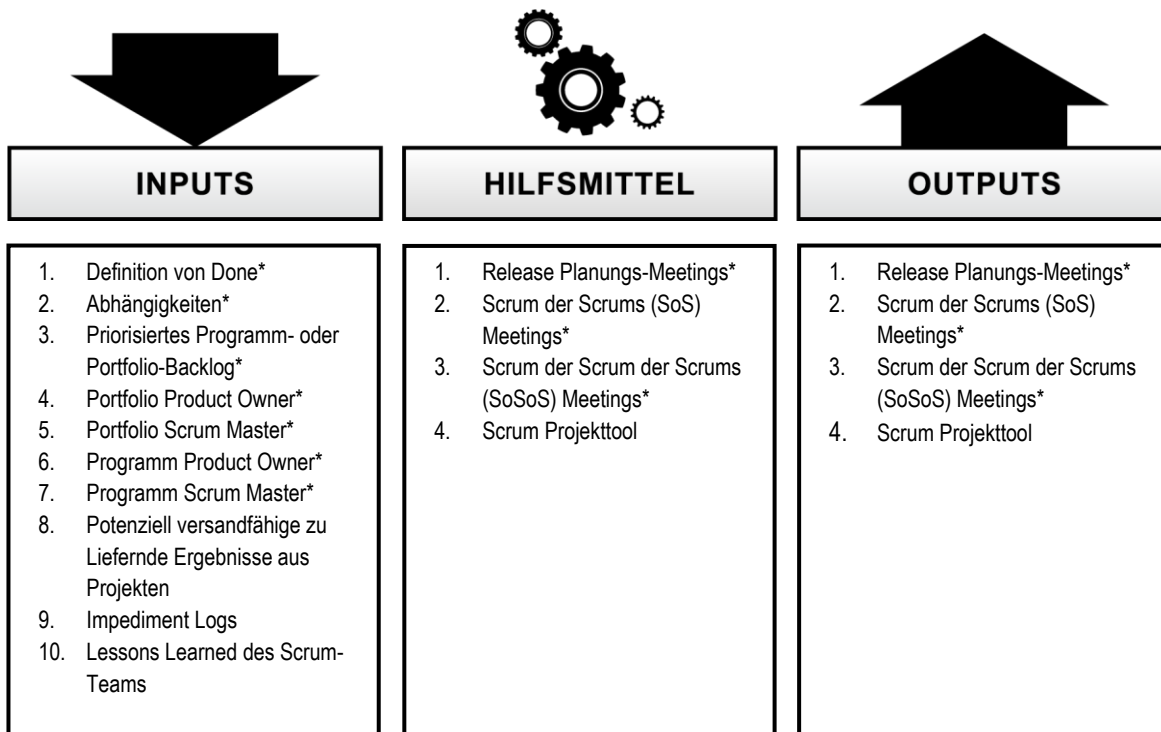 INPUTS
1. Definition von Done*
2. Abhängigkeiten*
3. Priorisiertes Programm- oder
Portfolio-Backlog*
4. Portfolio Product Owner*
5. Portfolio Scrum Master*
6. Programm Product Owner*
7. Programm Scrum Master*
8. Potenziell versandfähige zu
Liefernde Ergebnisse aus
Projekten
9. Impediment Logs
10. Lessons Learned des Scrum-
Teams
HILFSMITTEL
1. Release Planungs-Meetings*
2. Scrum der Scrums (SoS)
Meetings*
3. Scrum der Scrum der Scrums
(SoSoS) Meetings*
4. Scrum Projekttool
OUTPUTS
1. Release Planungs-Meetings*
2. Scrum der Scrums (SoS)
Meetings*
3. Scrum der Scrum der Scrums
(SoSoS) Meetings*
4. Scrum Projekttool